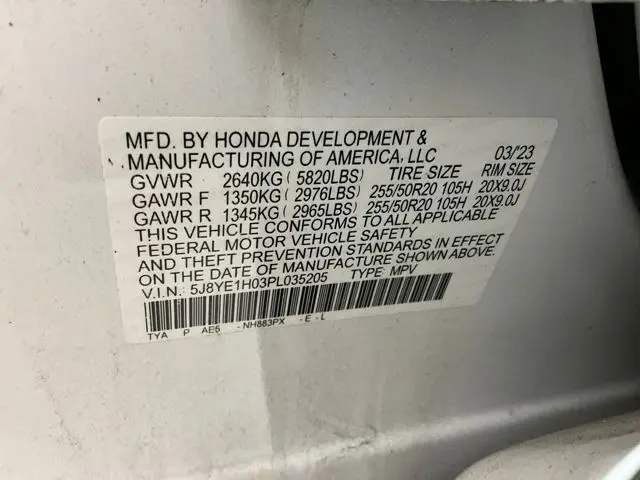 MFD. BY HONDA DEVELOPMENT &
MANUFACTURING OF AMERICA, LLC 03/'23
GVWR 2640KG ( 5820LBS) TIRE SIZE RIM SIZE
GAWR F 1350KG ( 2976LBS) 255/50R20 105H 20X9.0J
GAWR R 1345KG ( 2965LBS) 255/50R20 105H 20X9.0J
THIS VEHICLE CONFORMS TO ALL APPLICABLE
FEDERAL MOTOR VEHICLE SAFETY
AND THEFT PREVENTION STANDARDS IN EFFECT
ON THE DATE OF MANUFACTURE SHOWN ABOVE.
V.I.N.: 5J8YE1H03PL035205 TYPE: MPV
TYA P AE5 - NH883PX - E - L